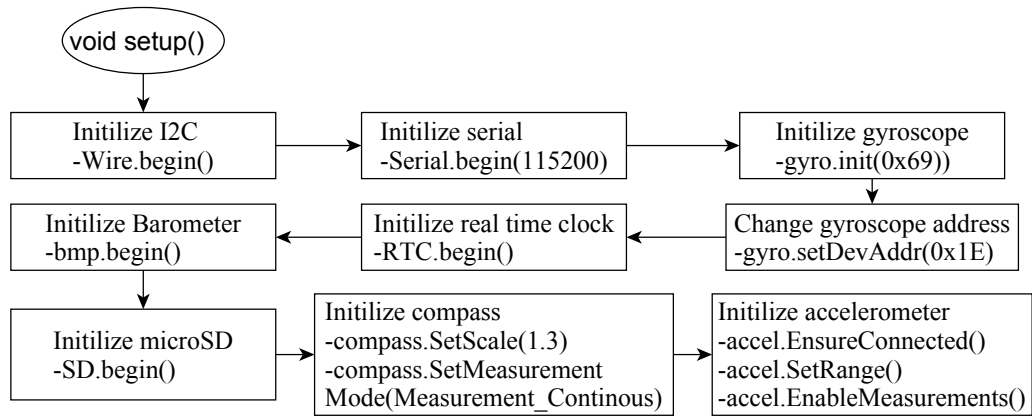 void setup()
Initilize I2C
-Wire.begin()
Initilize serial
-Serial.begin(115200)
Initilize gyroscope
-gyro.init(0x69))
Change gyroscope address
-gyro.setDevAddr(0x1E)
Initilize real time clock
-RTC.begin()
Initilize Barometer
-bmp.begin()
Initilize microSD
-SD.begin()
Initilize compass
-compass.SetScale(1.3)
-compass.SetMeasurement
Mode(Measurement_Continous)
Initilize accelerometer
-accel.EnsureConnected()
-accel.SetRange()
-accel.EnableMeasurements()